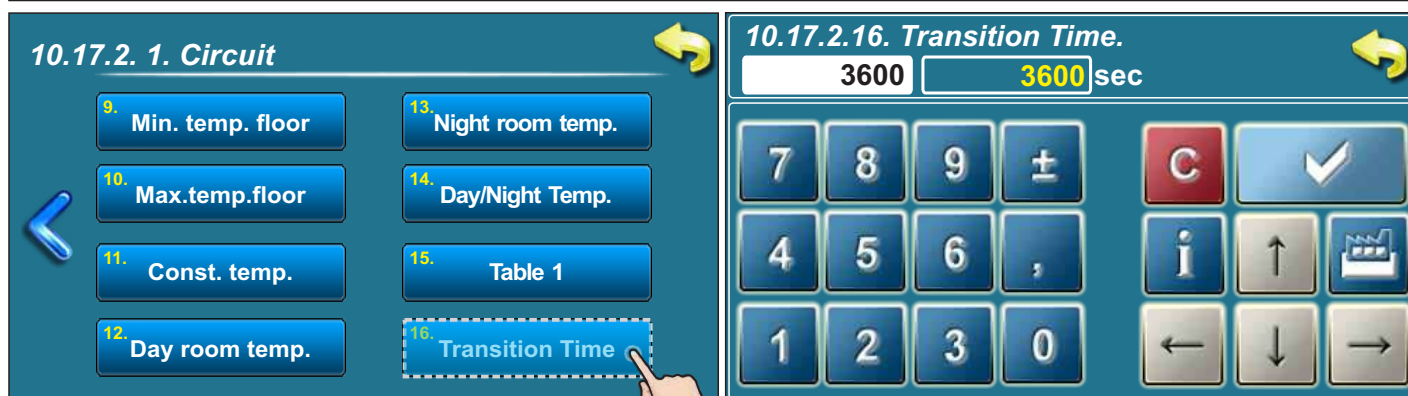 10.17.2. 1. Circuit
9. Min. temp. floor
13. Night room temp.
10. Max.temp.floor
14. Day/Night Temp.
11. Const. temp.
15. Table 1
12. Day room temp.
16. Transition Time
10.17.2.16. Transition Time.
3600 3600 sec
7 8 9 ± C
4 5 6 , i ↑
1 2 3 0 ← ↓ →